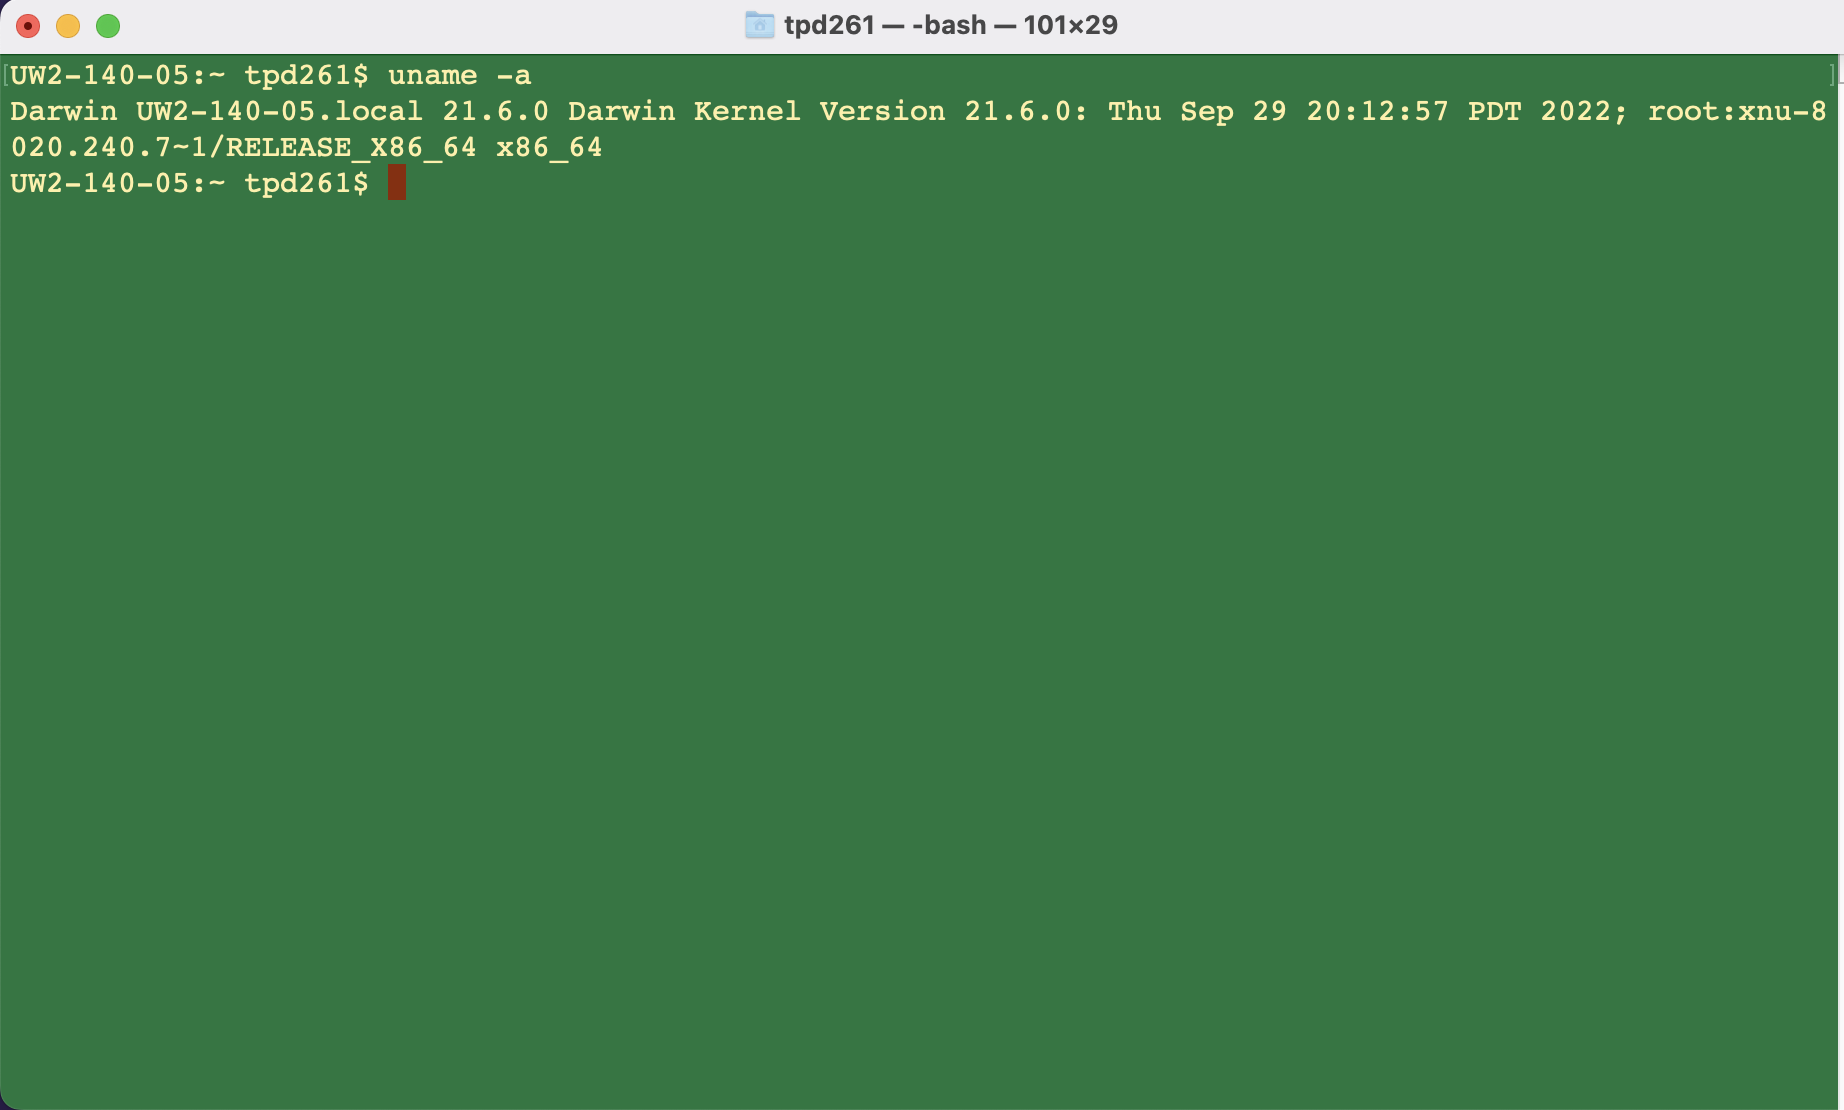 tpd261 — -bash — 101×29
UW2-140-05:~ tpd261$ uname -a
Darwin UW2-140-05.local 21.6.0 Darwin Kernel Version 21.6.0: Thu Sep 29 20:12:57 PDT 2022; root:xnu-8
020.240.7~1/RELEASE_X86_64 x86_64
UW2-140-05:~ tpd261$